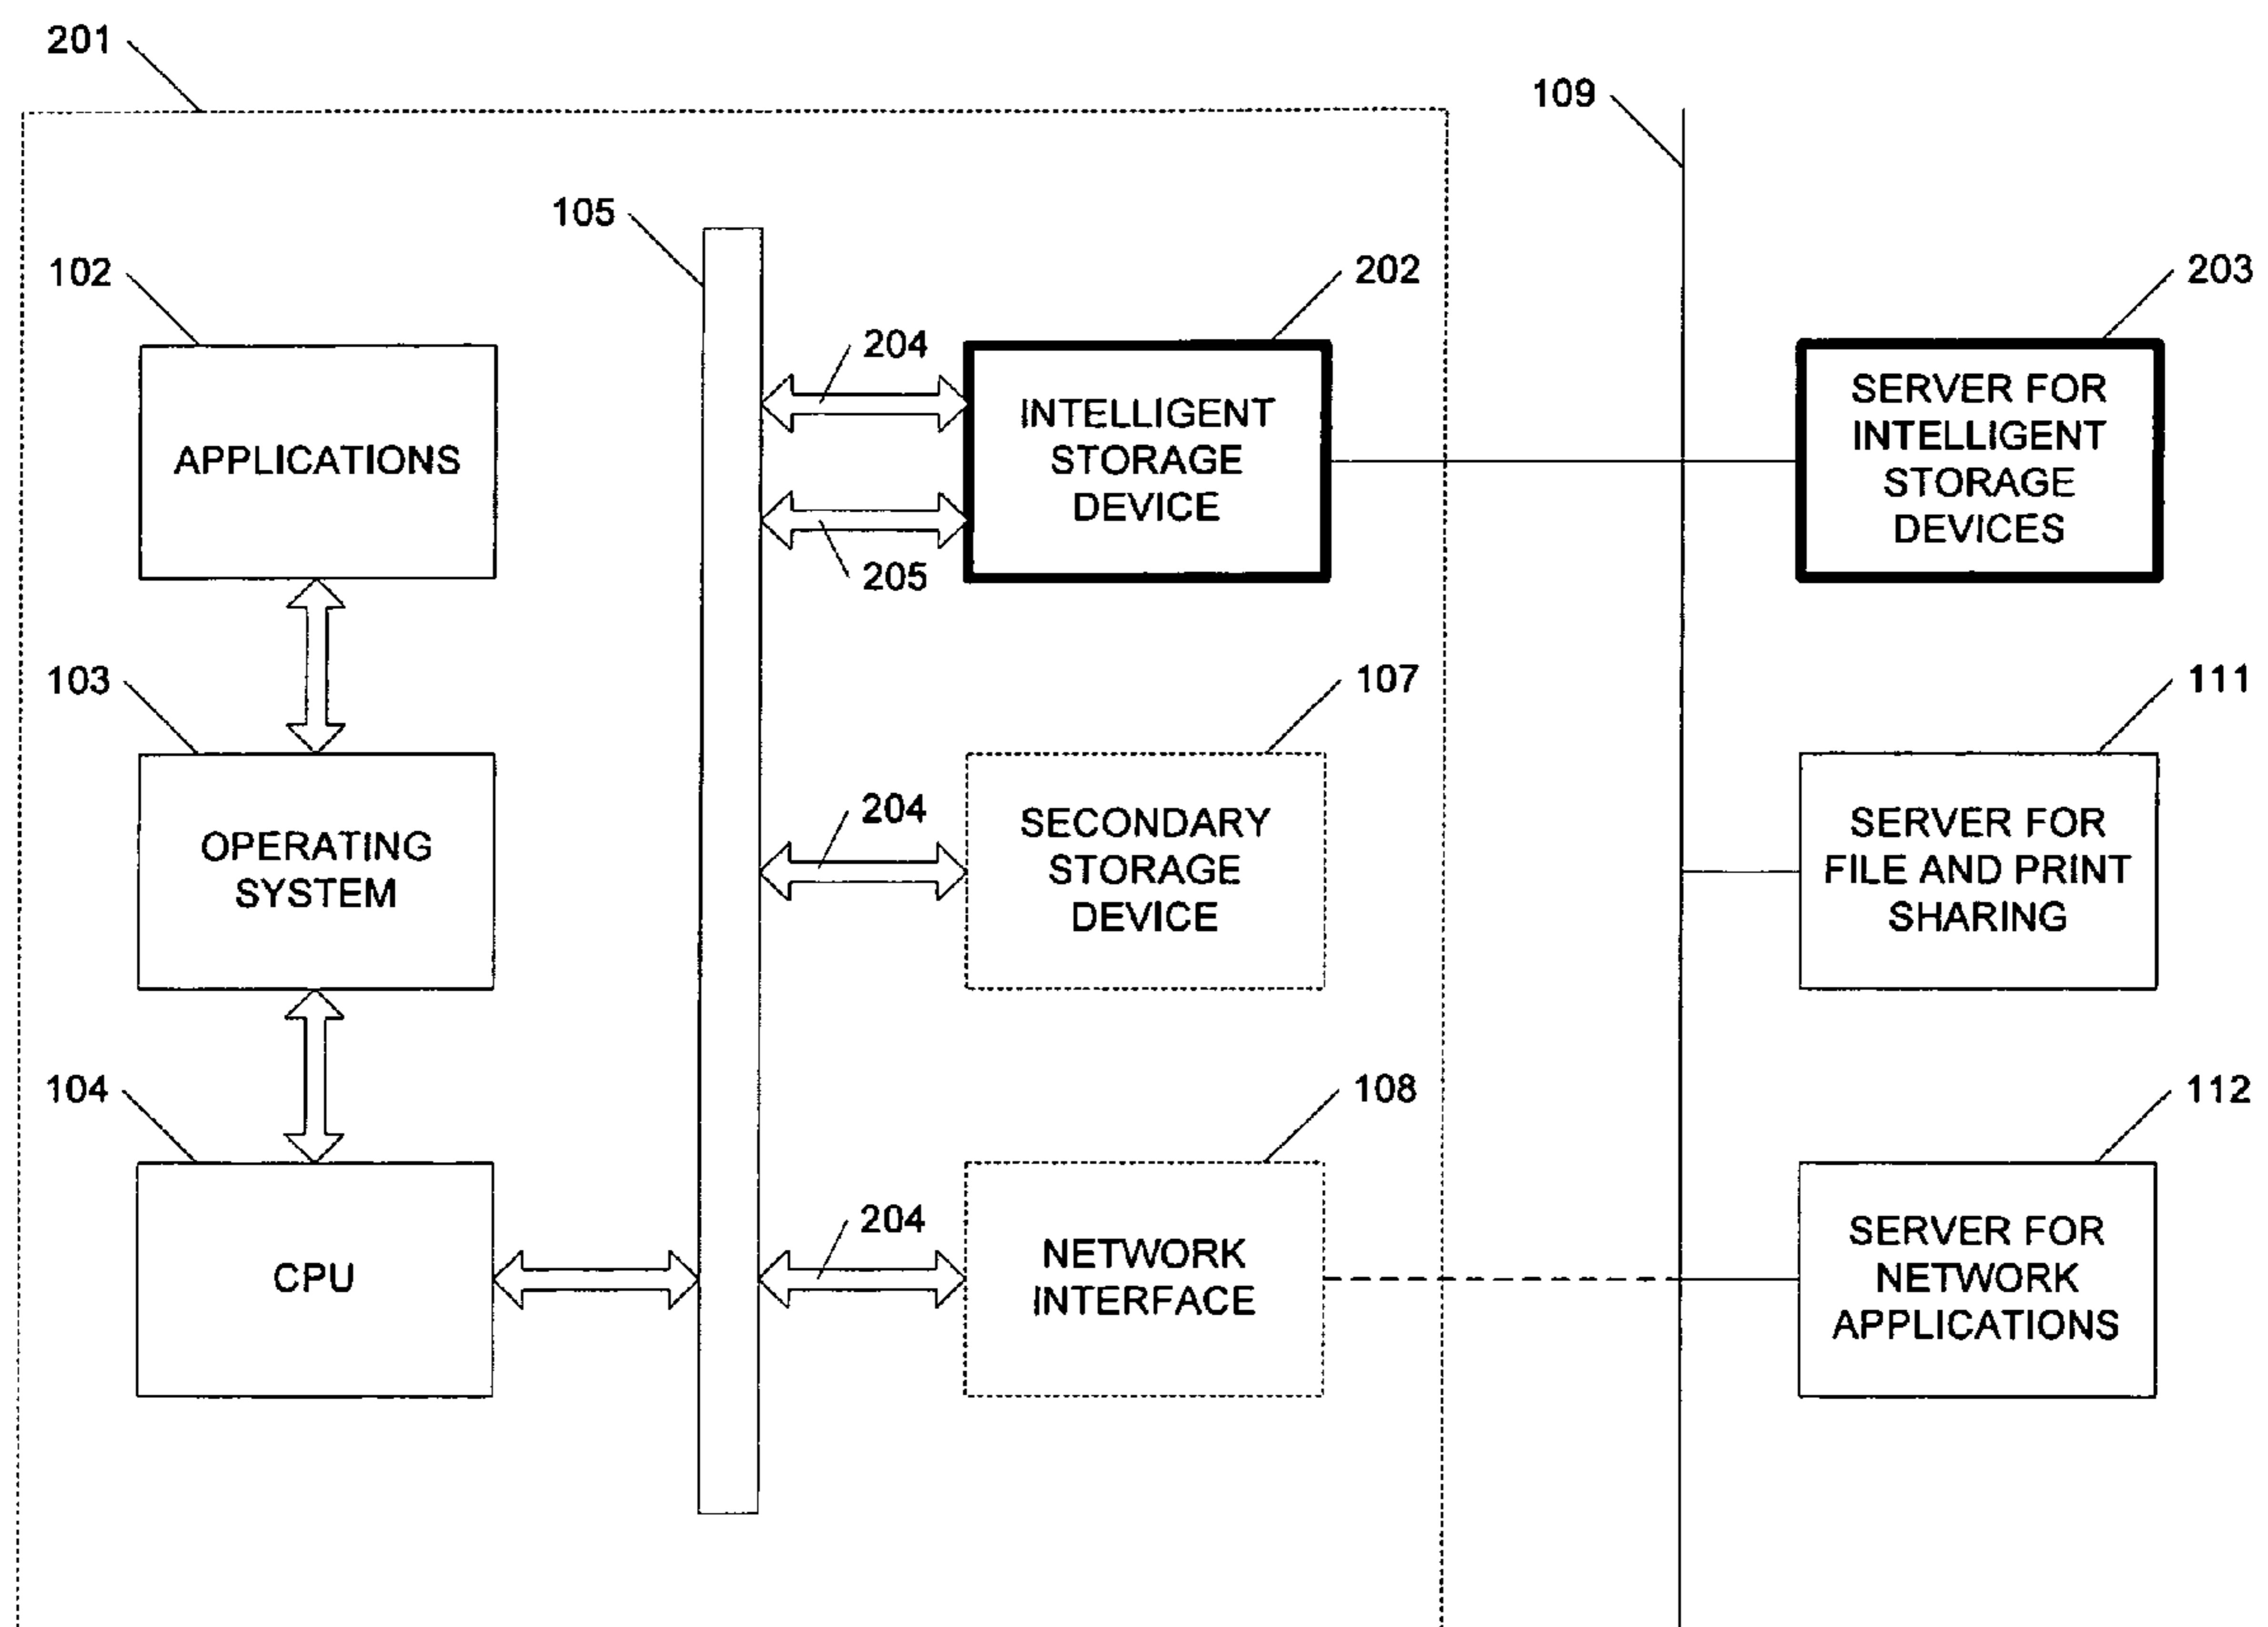 201
109
105
102
202
203
204
APPLICATIONS
INTELLIGENT
STORAGE
DEVICE
SERVER FOR
INTELLIGENT
STORAGE
DEVICES
205
103
107
111
204
OPERATING
SYSTEM
SECONDARY
STORAGE
DEVICE
SERVER FOR
FILE AND PRINT
SHARING
104
108
112
204
CPU
NETWORK
INTERFACE
SERVER FOR
NETWORK
APPLICATIONS